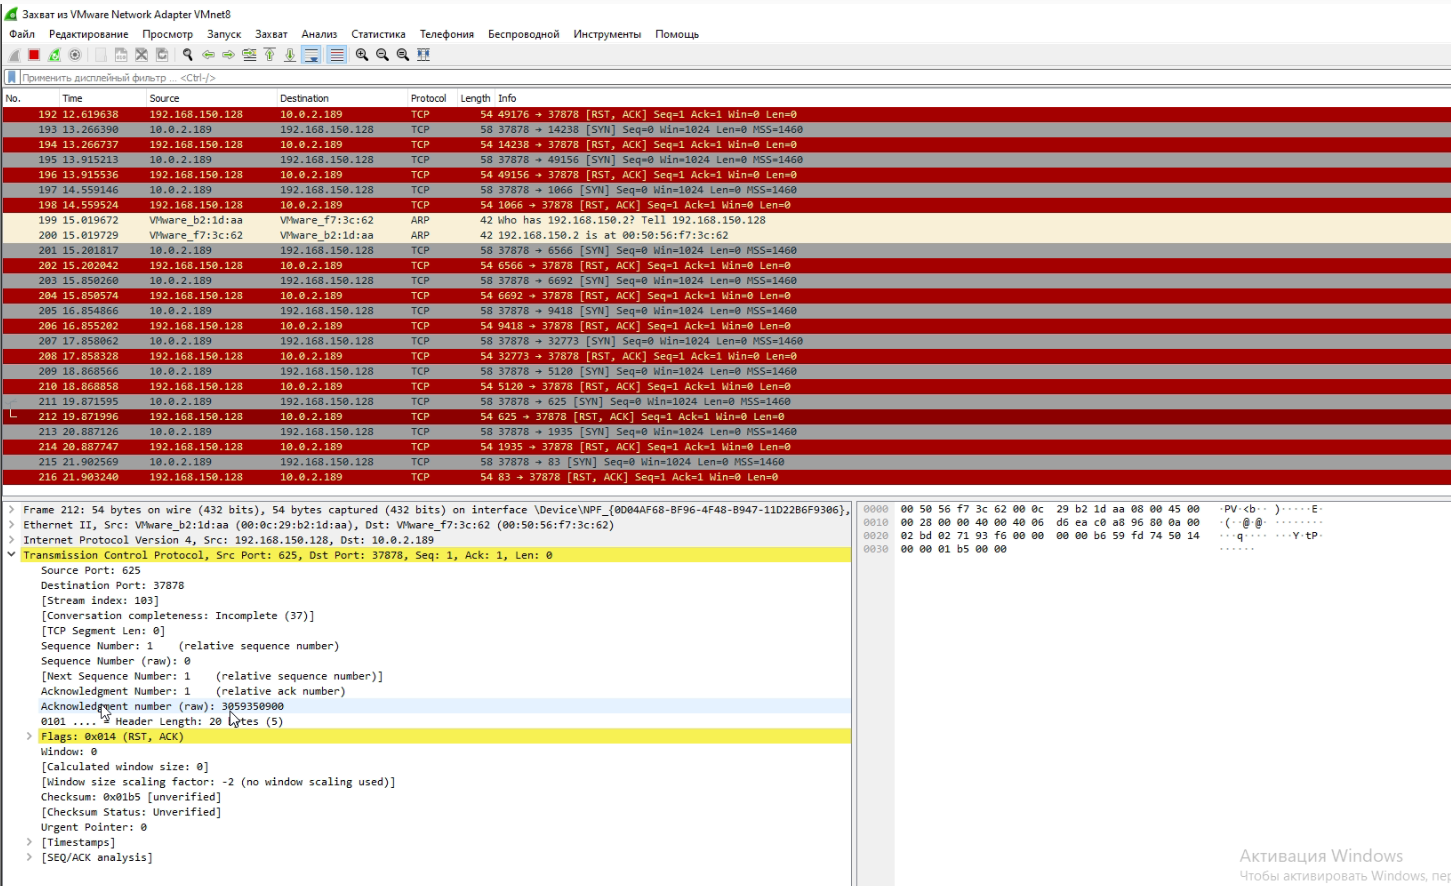 Захват из VMware Network Adapter VMnet8
Файл Редактирование Просмотр Запуск Захват Анализ Статистика Телефония Беспроводной Инструменты Помощь
Применить дисплейный фильтр ... <Ctrl-/>
No. Time Source Destination Protocol Length Info
192 12.619638 192.168.150.128 10.0.2.189 TCP 54 49176 → 37878 [RST, ACK] Seq=1 Ack=1 Win=0 Len=0
193 13.266390 10.0.2.189 192.168.150.128 TCP 58 37878 → 14238 [SYN] Seq=0 Win=1024 Len=0 MSS=1460
194 13.266737 192.168.150.128 10.0.2.189 TCP 54 14238 → 37878 [RST, ACK] Seq=1 Ack=1 Win=0 Len=0
195 13.915213 10.0.2.189 192.168.150.128 TCP 58 37878 → 49156 [SYN] Seq=0 Win=1024 Len=0 MSS=1460
196 13.915536 192.168.150.128 10.0.2.189 TCP 54 49156 → 37878 [RST, ACK] Seq=1 Ack=1 Win=0 Len=0
197 14.559146 10.0.2.189 192.168.150.128 TCP 58 37878 → 1066 [SYN] Seq=0 Win=1024 Len=0 MSS=1460
198 14.559524 192.168.150.128 10.0.2.189 TCP 54 1066 → 37878 [RST, ACK] Seq=1 Ack=1 Win=0 Len=0
199 15.019672 VMware_b2:1d:aa VMware_f7:3c:62 ARP 42 Who has 192.168.150.2? Tell 192.168.150.128
200 15.019729 VMware_f7:3c:62 VMware_b2:1d:aa ARP 42 192.168.150.2 is at 00:50:56:f7:3c:62
201 15.201817 10.0.2.189 192.168.150.128 TCP 58 37878 → 6566 [SYN] Seq=0 Win=1024 Len=0 MSS=1460
202 15.202042 192.168.150.128 10.0.2.189 TCP 54 6566 → 37878 [RST, ACK] Seq=1 Ack=1 Win=0 Len=0
203 15.850260 10.0.2.189 192.168.150.128 TCP 58 37878 → 6692 [SYN] Seq=0 Win=1024 Len=0 MSS=1460
204 15.850574 192.168.150.128 10.0.2.189 TCP 54 6692 → 37878 [RST, ACK] Seq=1 Ack=1 Win=0 Len=0
205 16.854866 10.0.2.189 192.168.150.128 TCP 58 37878 → 9418 [SYN] Seq=0 Win=1024 Len=0 MSS=1460
206 16.855202 192.168.150.128 10.0.2.189 TCP 54 9418 → 37878 [RST, ACK] Seq=1 Ack=1 Win=0 Len=0
207 17.858062 10.0.2.189 192.168.150.128 TCP 58 37878 → 32773 [SYN] Seq=0 Win=1024 Len=0 MSS=1460
208 17.858328 192.168.150.128 10.0.2.189 TCP 54 32773 → 37878 [RST, ACK] Seq=1 Ack=1 Win=0 Len=0
209 18.868566 10.0.2.189 192.168.150.128 TCP 58 37878 → 5120 [SYN] Seq=0 Win=1024 Len=0 MSS=1460
210 18.868858 192.168.150.128 10.0.2.189 TCP 54 5120 → 37878 [RST, ACK] Seq=1 Ack=1 Win=0 Len=0
211 19.871595 10.0.2.189 192.168.150.128 TCP 58 37878 → 625 [SYN] Seq=0 Win=1024 Len=0 MSS=1460
212 19.871996 192.168.150.128 10.0.2.189 TCP 54 625 → 37878 [RST, ACK] Seq=1 Ack=1 Win=0 Len=0
213 20.887126 10.0.2.189 192.168.150.128 TCP 58 37878 → 1935 [SYN] Seq=0 Win=1024 Len=0 MSS=1460
214 20.887747 192.168.150.128 10.0.2.189 TCP 54 1935 → 37878 [RST, ACK] Seq=1 Ack=1 Win=0 Len=0
215 21.902569 10.0.2.189 192.168.150.128 TCP 58 37878 → 83 [SYN] Seq=0 Win=1024 Len=0 MSS=1460
216 21.903240 192.168.150.128 10.0.2.189 TCP 54 83 → 37878 [RST, ACK] Seq=1 Ack=1 Win=0 Len=0
Frame 212: 54 bytes on wire (432 bits), 54 bytes captured (432 bits) on interface \Device\NPF_{0D04AF68-BF96-4F48-B947-11D22B6F9306},
Ethernet II, Src: VMware_b2:1d:aa (00:0c:29:b2:1d:aa), Dst: VMware_f7:3c:62 (00:50:56:f7:3c:62)
Internet Protocol Version 4, Src: 192.168.150.128, Dst: 10.0.2.189
Transmission Control Protocol, Src Port: 625, Dst Port: 37878, Seq: 1, Ack: 1, Len: 0
Source Port: 625
Destination Port: 37878
[Stream index: 103]
[Conversation completeness: Incomplete (37)]
[TCP Segment Len: 0]
Sequence Number: 1 (relative sequence number)
Sequence Number (raw): 0
[Next Sequence Number: 1 (relative sequence number)]
Acknowledgment Number: 1 (relative ack number)
Acknowledgment number (raw): 3059350900
0101 .... = Header Length: 20 bytes (5)
Flags: 0x014 (RST, ACK)
Window: 0
[Calculated window size: 0]
[Window size scaling factor: -2 (no window scaling used)]
Checksum: 0x01b5 [unverified]
[Checksum Status: Unverified]
Urgent Pointer: 0
[Timestamps]
[SEQ/ACK analysis]
0000 00 50 56 f7 3c 62 00 0c 29 b2 1d aa 08 00 45 00 ·PV·<b·· )·····E·
0010 00 28 00 00 40 00 40 06 d6 ea c0 a8 96 80 0a 00 ·(··@·@· ········
0020 02 bd 02 71 93 f6 00 00 00 00 b6 59 fd 74 50 14 ···q···· ···Y·tP·
0030 00 00 01 b5 00 00 ······
Активация Windows
Чтобы активировать Windows, пер